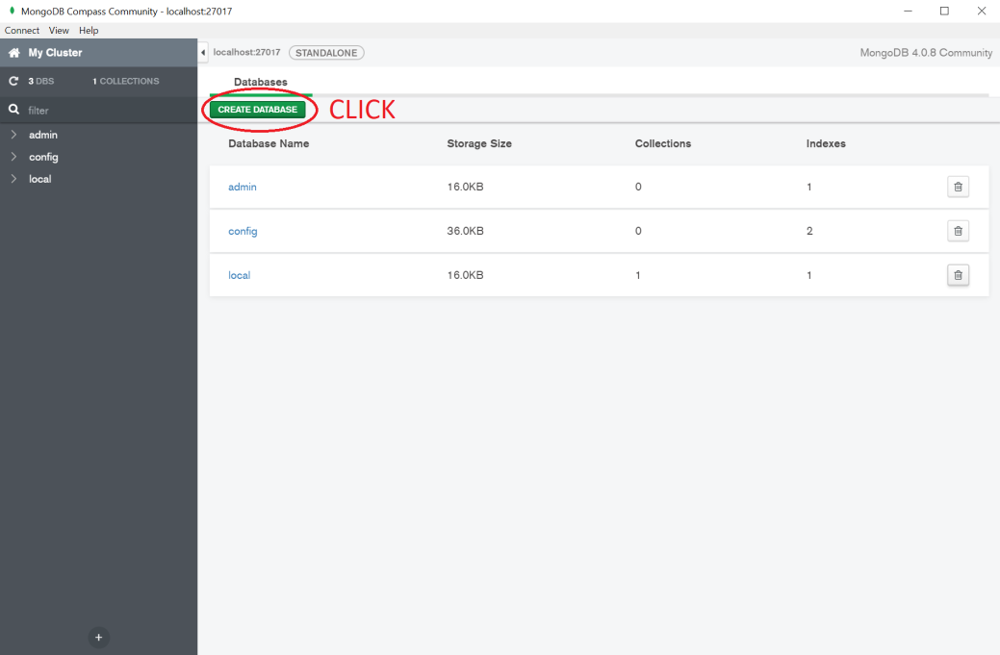 MongoDB Compass Community - localhost:27017
Connect View Help
My Cluster
localhost:27017 STANDALONE MongoDB 4.0.8 Community
3 DBS 1 COLLECTIONS
Databases
filter
CREATE DATABASE CLICK
admin
config
local
Database Name Storage Size Collections Indexes
admin 16.0KB 0 1
config 36.0KB 0 2
local 16.0KB 1 1
+